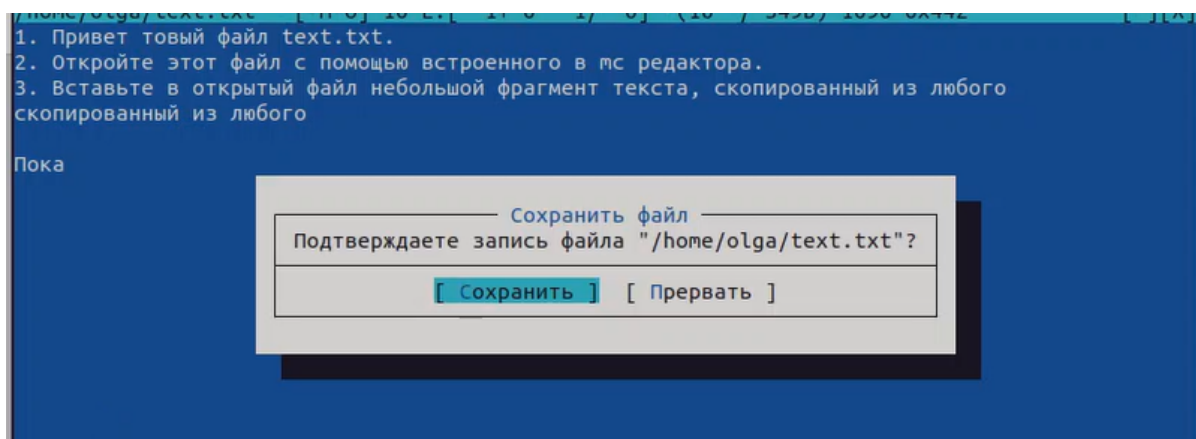 1. Привет товый файл text.txt.
2. Откройте этот файл с помощью встроенного в mc редактора.
3. Вставьте в открытый файл небольшой фрагмент текста, скопированный из любого
скопированный из любого
Пока
Сохранить файл
Подтверждаете запись файла "/home/olga/text.txt"?
[ Сохранить ] [ Прервать ]